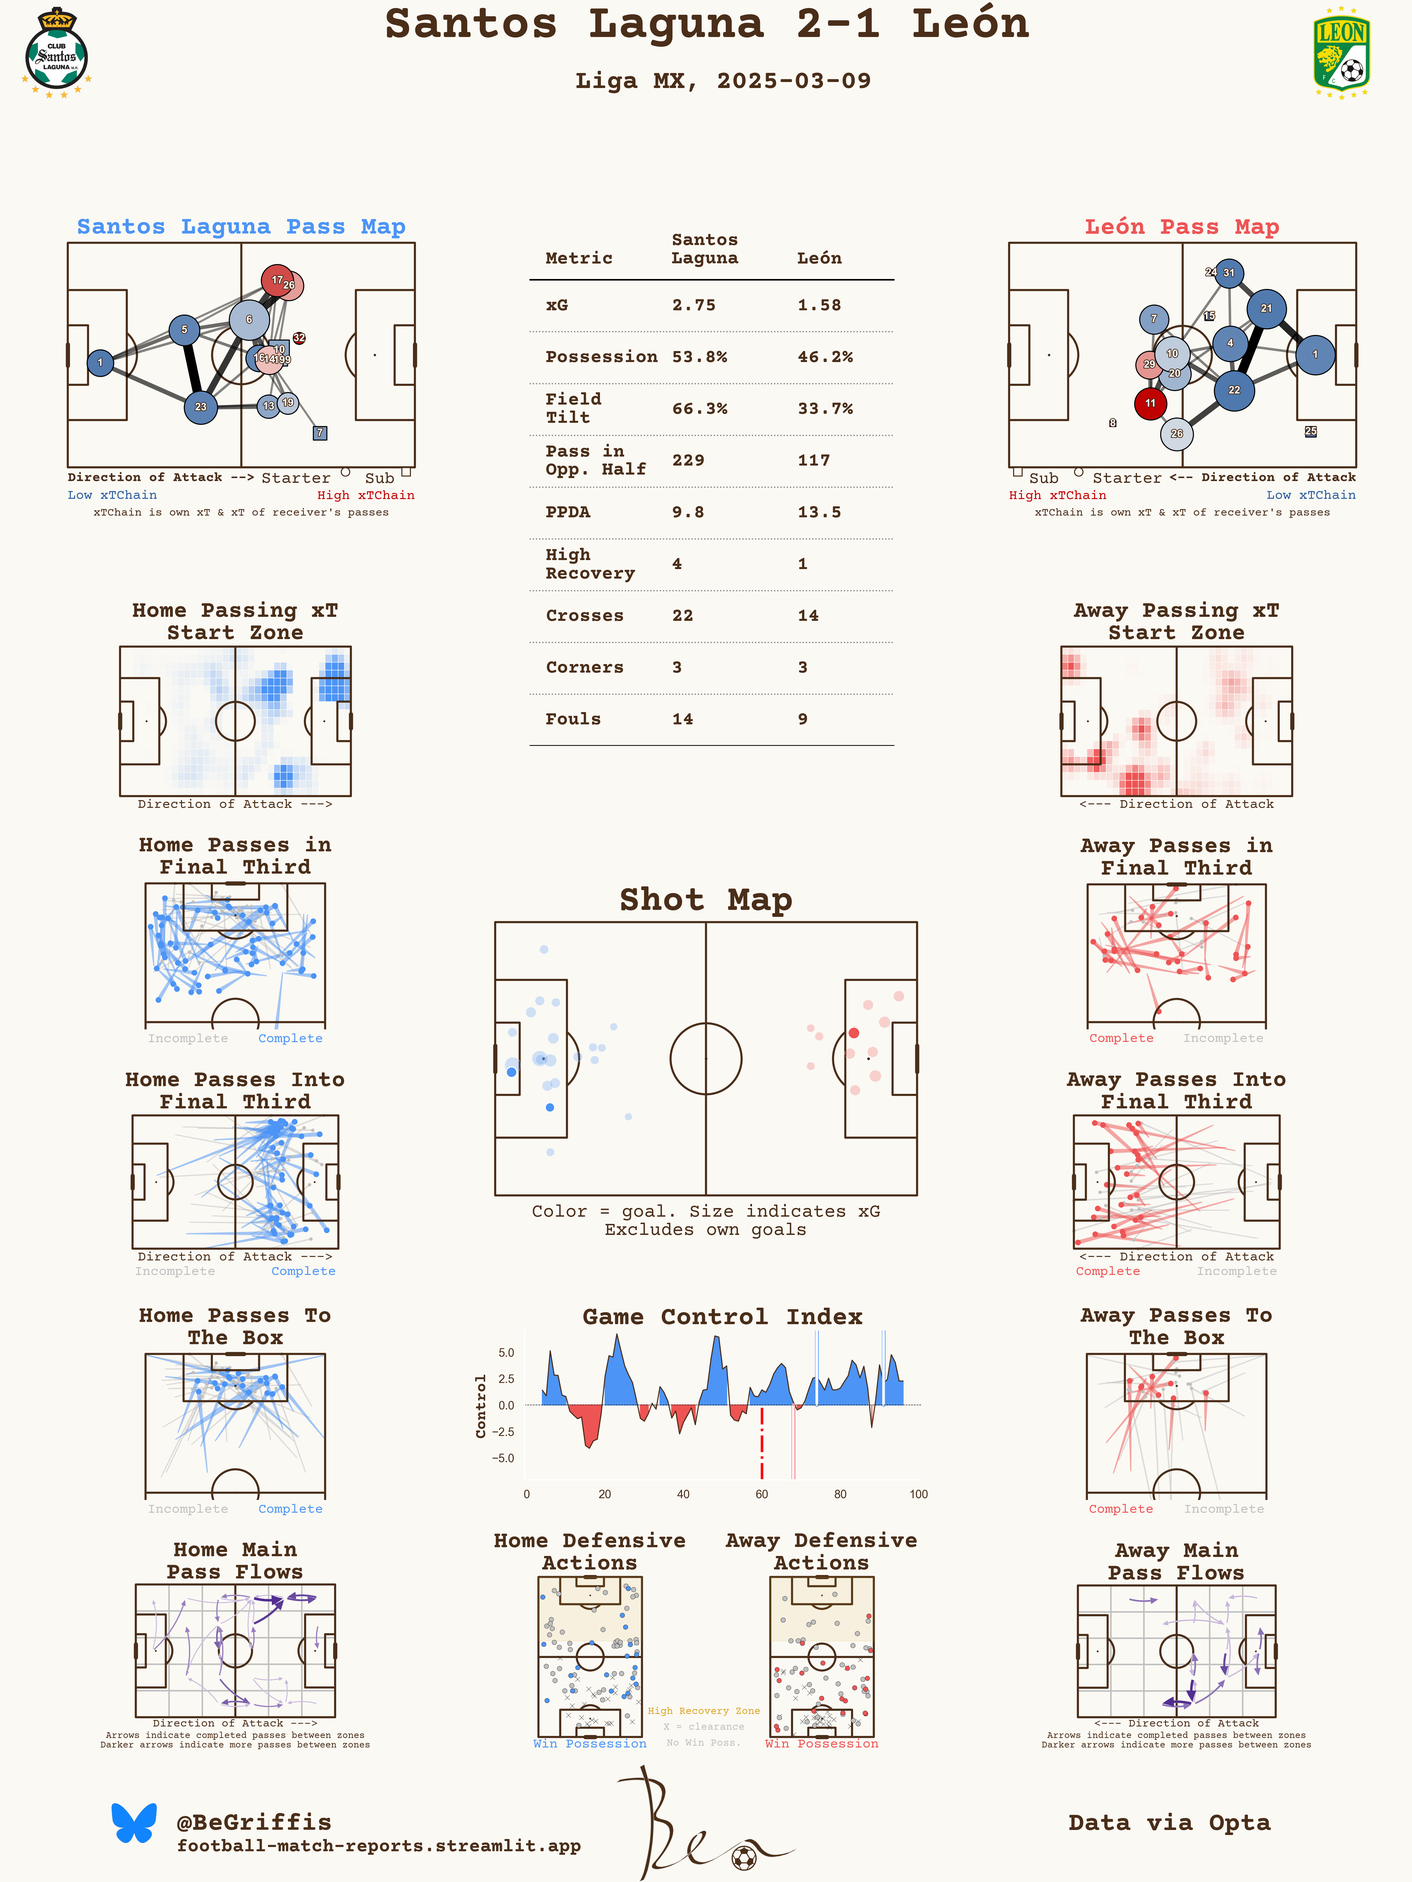 Santos Laguna 2-1 León
Liga MX, 2025-03-09
CLUB
Santos
LAGUNA
LEON
F C
Santos Laguna Pass Map
1
5
23
6
17
26
32
10
16
14
199
13
19
7
Direction of Attack --> Starter Sub
Low xTChain High xTChain
xTChain is own xT & xT of receiver's passes
Metric Santos Laguna León
xG 2.75 1.58
Possession 53.8% 46.2%
Field Tilt 66.3% 33.7%
Pass in Opp. Half 229 117
PPDA 9.8 13.5
High Recovery 4 1
Crosses 22 14
Corners 3 3
Fouls 14 9
León Pass Map
24
31
21
15
7
4
1
10
29
20
22
11
8
26
25
Sub Starter <-- Direction of Attack
High xTChain Low xTChain
xTChain is own xT & xT of receiver's passes
Home Passing xT
Start Zone
Direction of Attack --->
Away Passing xT
Start Zone
<--- Direction of Attack
Home Passes in
Final Third
Incomplete Complete
Away Passes in
Final Third
Complete Incomplete
Shot Map
Color = goal. Size indicates xG
Excludes own goals
Home Passes Into
Final Third
Direction of Attack --->
Incomplete Complete
Away Passes Into
Final Third
<--- Direction of Attack
Complete Incomplete
Home Passes To
The Box
Incomplete Complete
Game Control Index
Control
5.0
2.5
0.0
−2.5
−5.0
0 20 40 60 80 100
Away Passes To
The Box
Complete Incomplete
Home Main
Pass Flows
Direction of Attack --->
Arrows indicate completed passes between zones
Darker arrows indicate more passes between zones
Home Defensive
Actions
Win Possession
High Recovery Zone
X = clearance
No Win Poss.
Away Defensive
Actions
Win Possession
Away Main
Pass Flows
<--- Direction of Attack
Arrows indicate completed passes between zones
Darker arrows indicate more passes between zones
@BeGriffis
football-match-reports.streamlit.app
Ben
Data via Opta